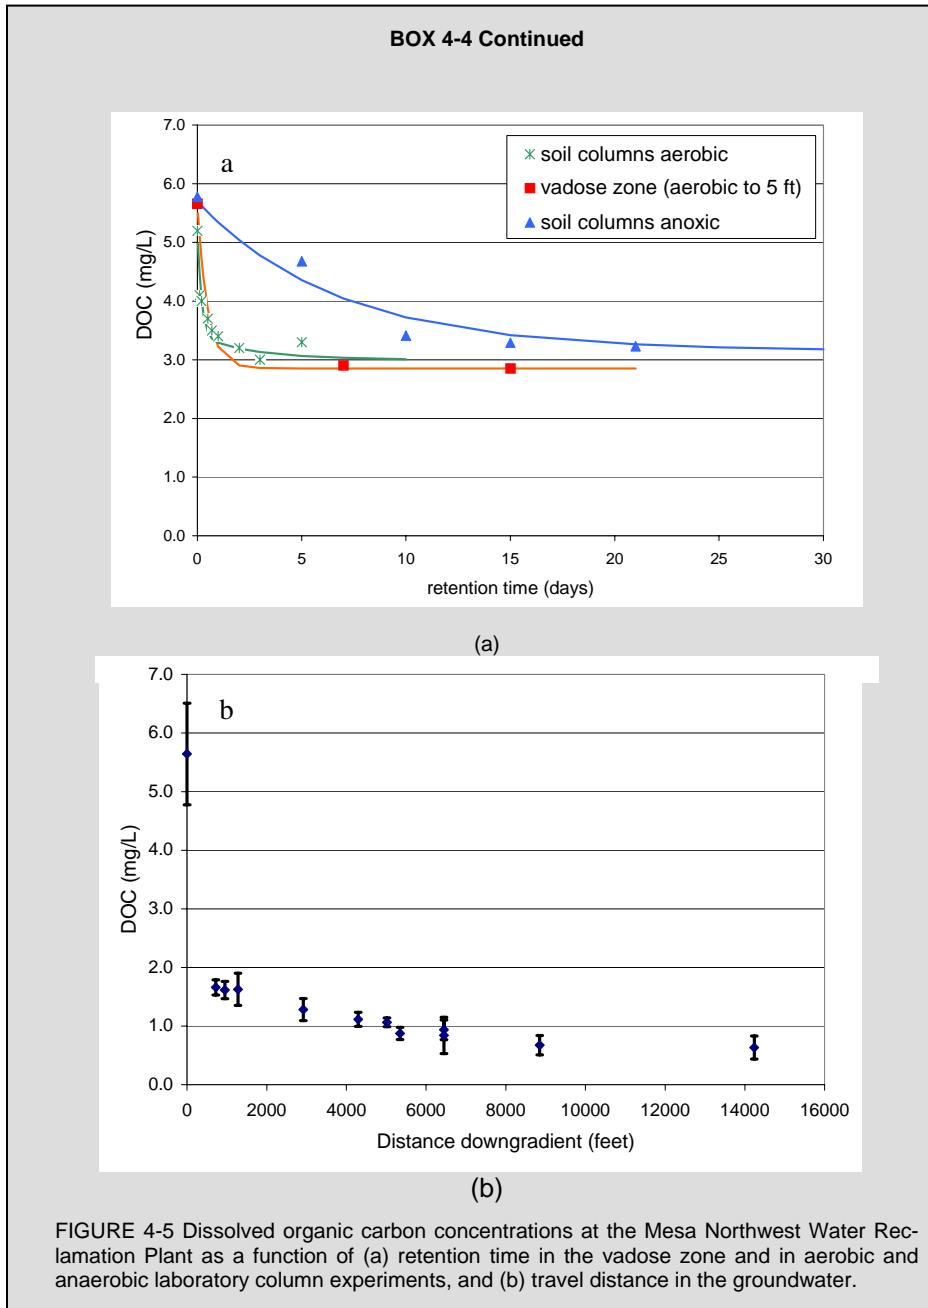 BOX 4-4 Continued
a
soil columns aerobic
vadose zone (aerobic to 5 ft)
soil columns anoxic
7.0
6.0
5.0
4.0
3.0
2.0
1.0
0.0
DOC (mg/L)
0 5 10 15 20 25 30
retention time (days)
(a)
b
7.0
6.0
5.0
4.0
3.0
2.0
1.0
0.0
DOC (mg/L)
0 2000 4000 6000 8000 10000 12000 14000 16000
Distance downgradient (feet)
(b)
FIGURE 4-5 Dissolved organic carbon concentrations at the Mesa Northwest Water Rec-
lamation Plant as a function of (a) retention time in the vadose zone and in aerobic and
anaerobic laboratory column experiments, and (b) travel distance in the groundwater.